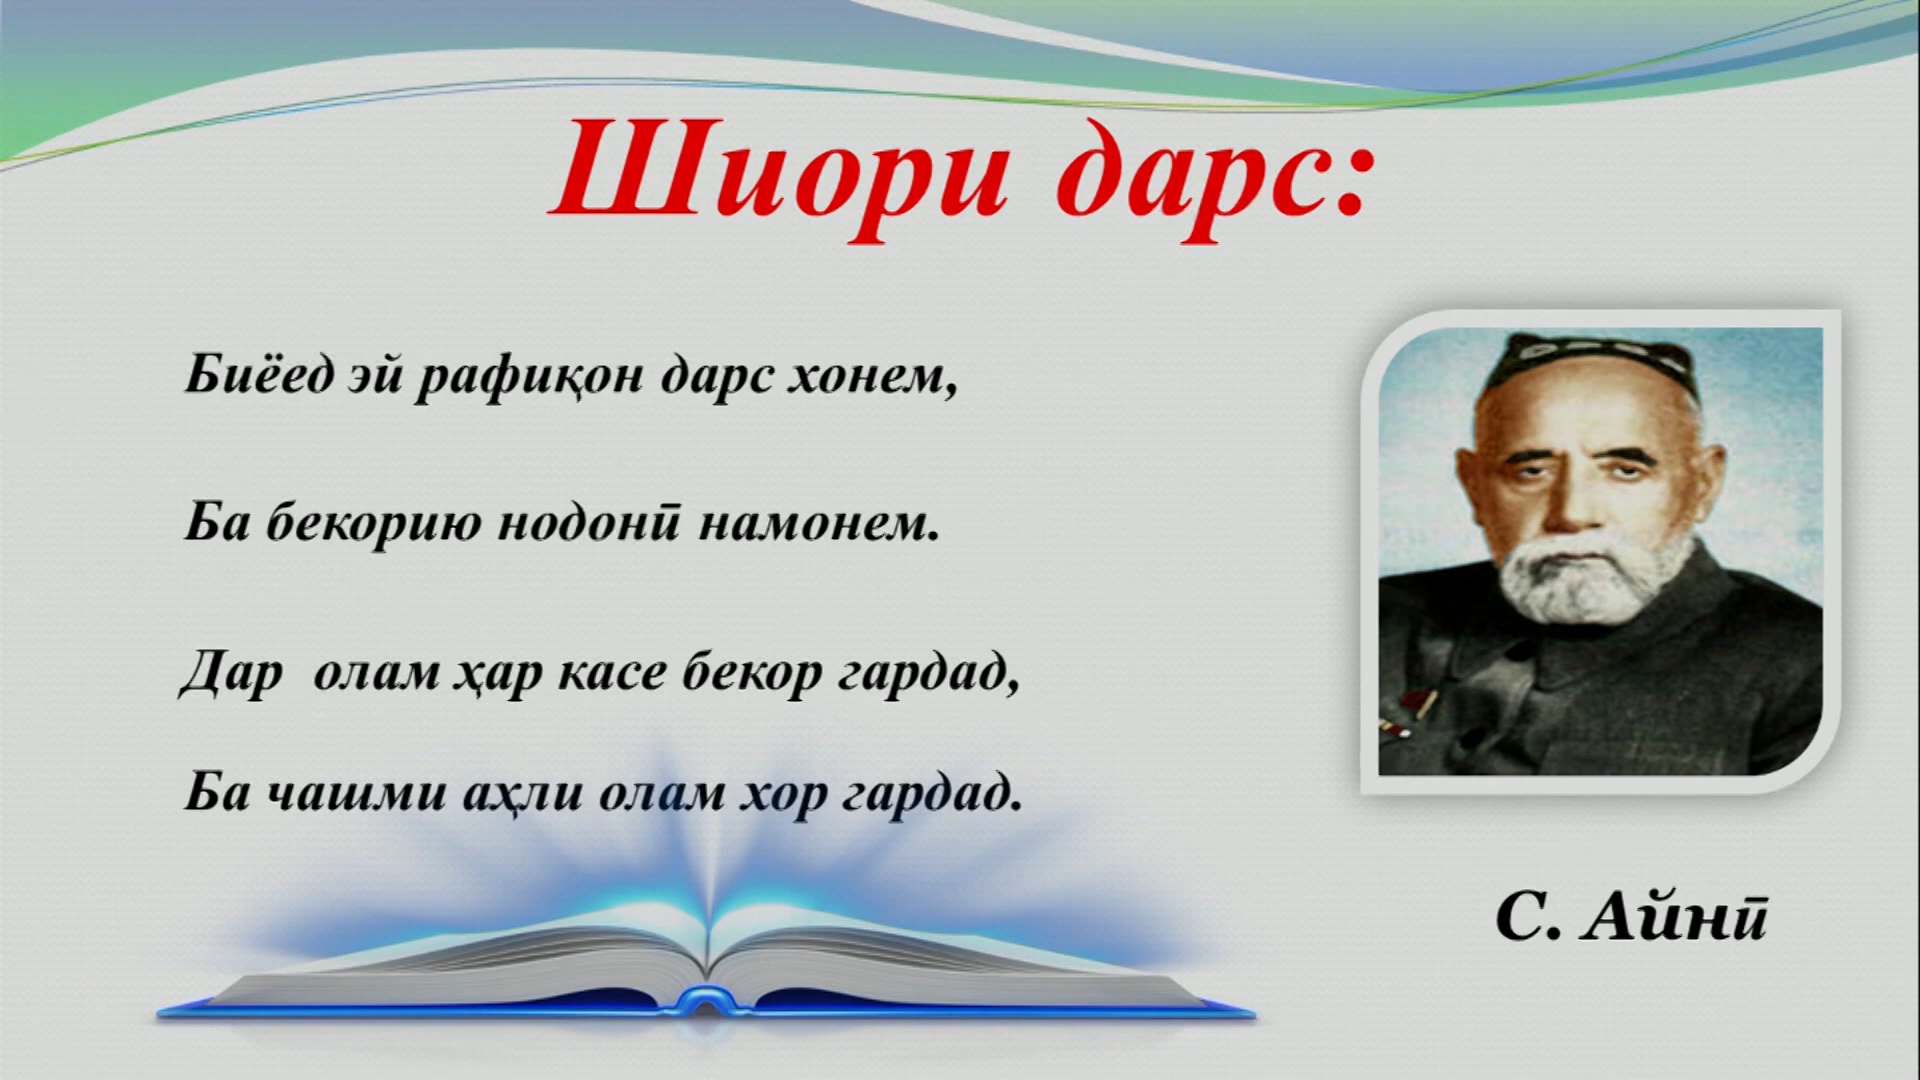 Шиори дарс:
Биёед эй рафиқон дарс хонем,
Ба бекорию нодонӣ намонем.
Дар олам ҳар касе бекор гардад,
Ба чашми аҳли олам хор гардад.
С. Айнӣ